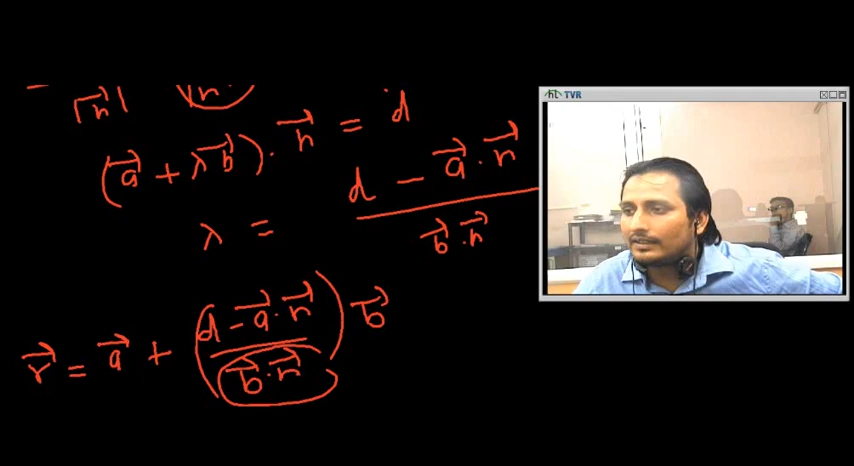 |n⃗| n⃗
(a⃗ + λb⃗) · n⃗ = d
λ = (d − a⃗ · n⃗) / (b⃗ · n⃗)
r⃗ = a⃗ + ((d − a⃗ · n⃗) / (b⃗ · n⃗)) b⃗
TVR